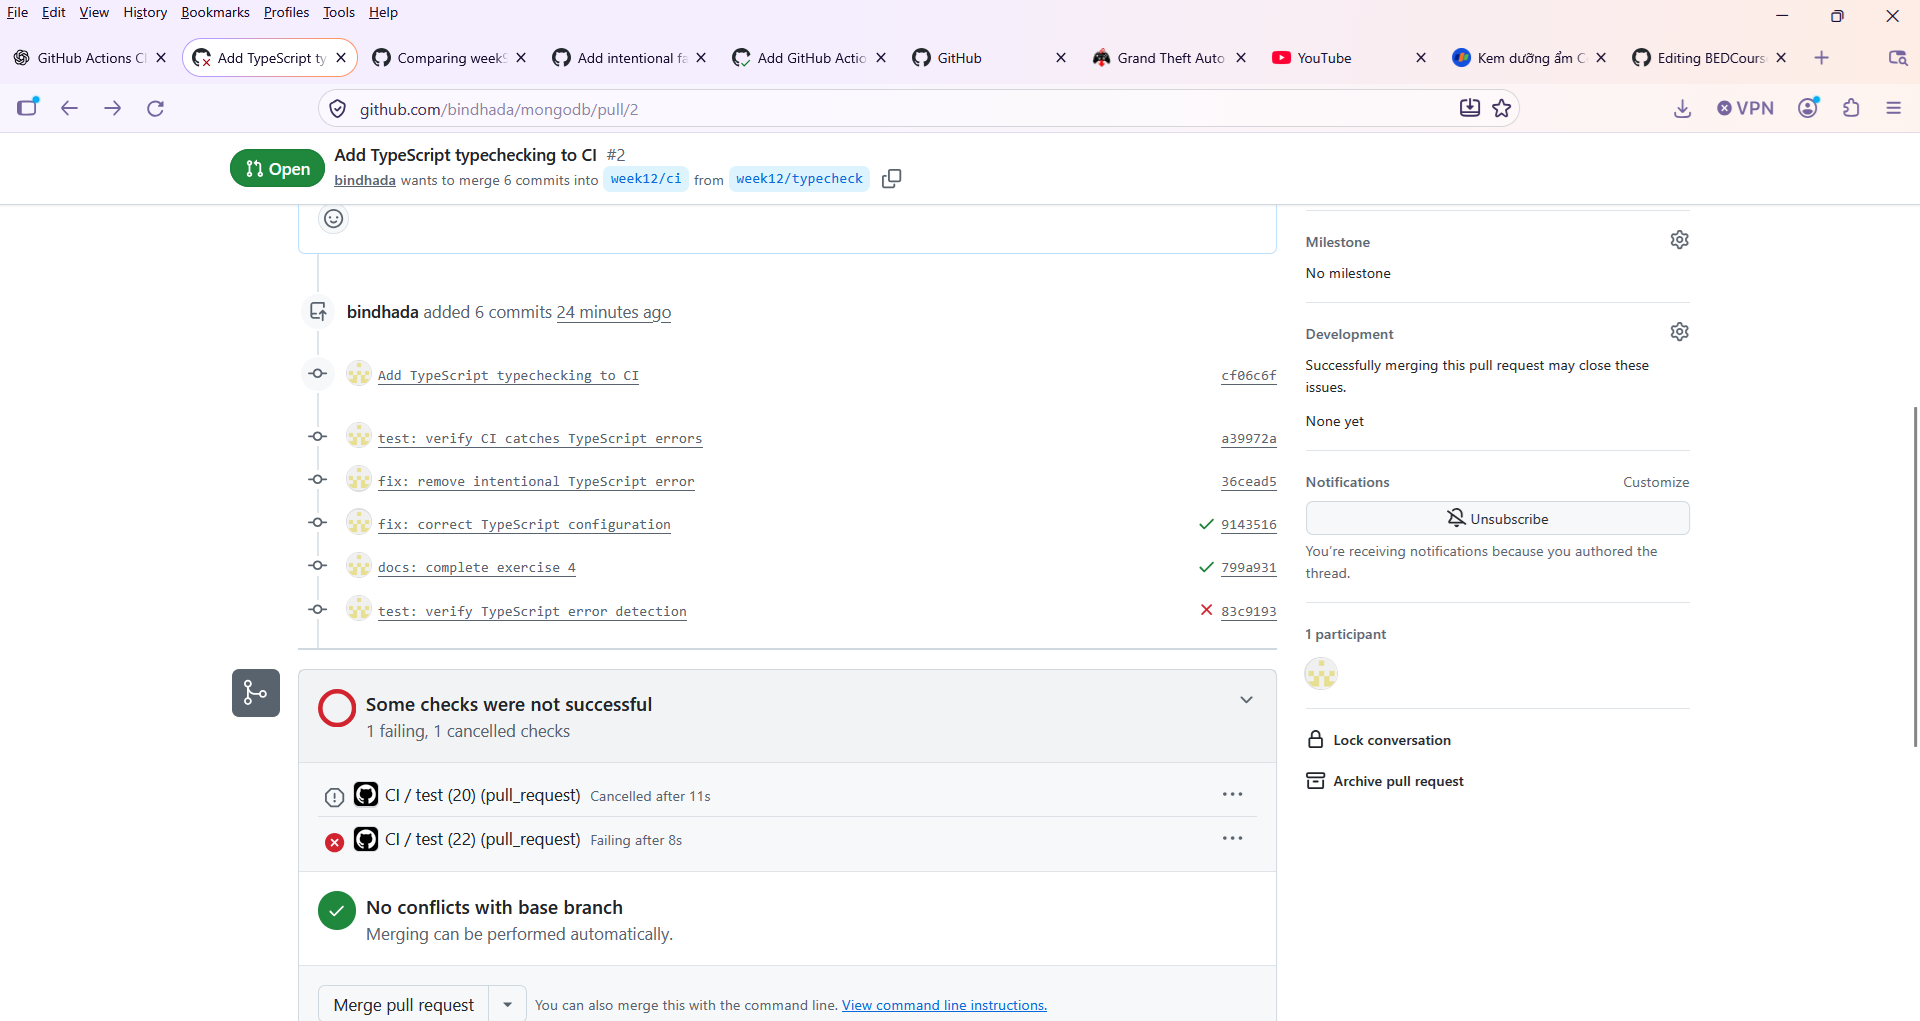 File Edit View History Bookmarks Profiles Tools Help
GitHub Actions CI
Add TypeScript ty
Comparing week
Add intentional fa
Add GitHub Actio
GitHub
Grand Theft Auto
YouTube
Kem dưỡng ẩm C
Editing BEDCours
github.com/bindhada/mongodb/pull/2
VPN
Open
Add TypeScript typechecking to CI #2
bindhada wants to merge 6 commits into week12/ci from week12/typecheck
bindhada added 6 commits 24 minutes ago
Add TypeScript typechecking to CI cf06c6f
test: verify CI catches TypeScript errors a39972a
fix: remove intentional TypeScript error 36cead5
fix: correct TypeScript configuration 9143516
docs: complete exercise 4 799a931
test: verify TypeScript error detection 83c9193
Some checks were not successful
1 failing, 1 cancelled checks
CI / test (20) (pull_request) Cancelled after 11s
CI / test (22) (pull_request) Failing after 8s
No conflicts with base branch
Merging can be performed automatically.
Merge pull request
You can also merge this with the command line. View command line instructions.
Milestone
No milestone
Development
Successfully merging this pull request may close these
issues.
None yet
Notifications Customize
Unsubscribe
You're receiving notifications because you authored the
thread.
1 participant
Lock conversation
Archive pull request